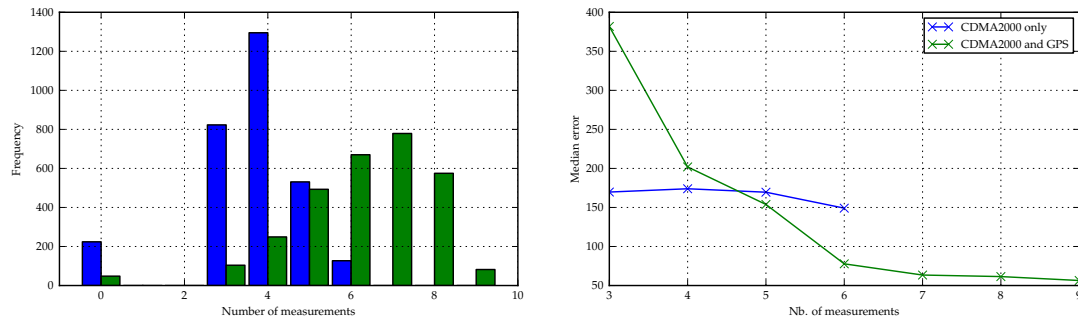 1400
1200
1000
800
600
400
200
0
Frequency
0 2 4 6 8 10
Number of measurements
400
350
300
250
200
150
100
50
Median error
CDMA2000 only
CDMA2000 and GPS
3 4 5 6 7 8 9
Nb. of measurements